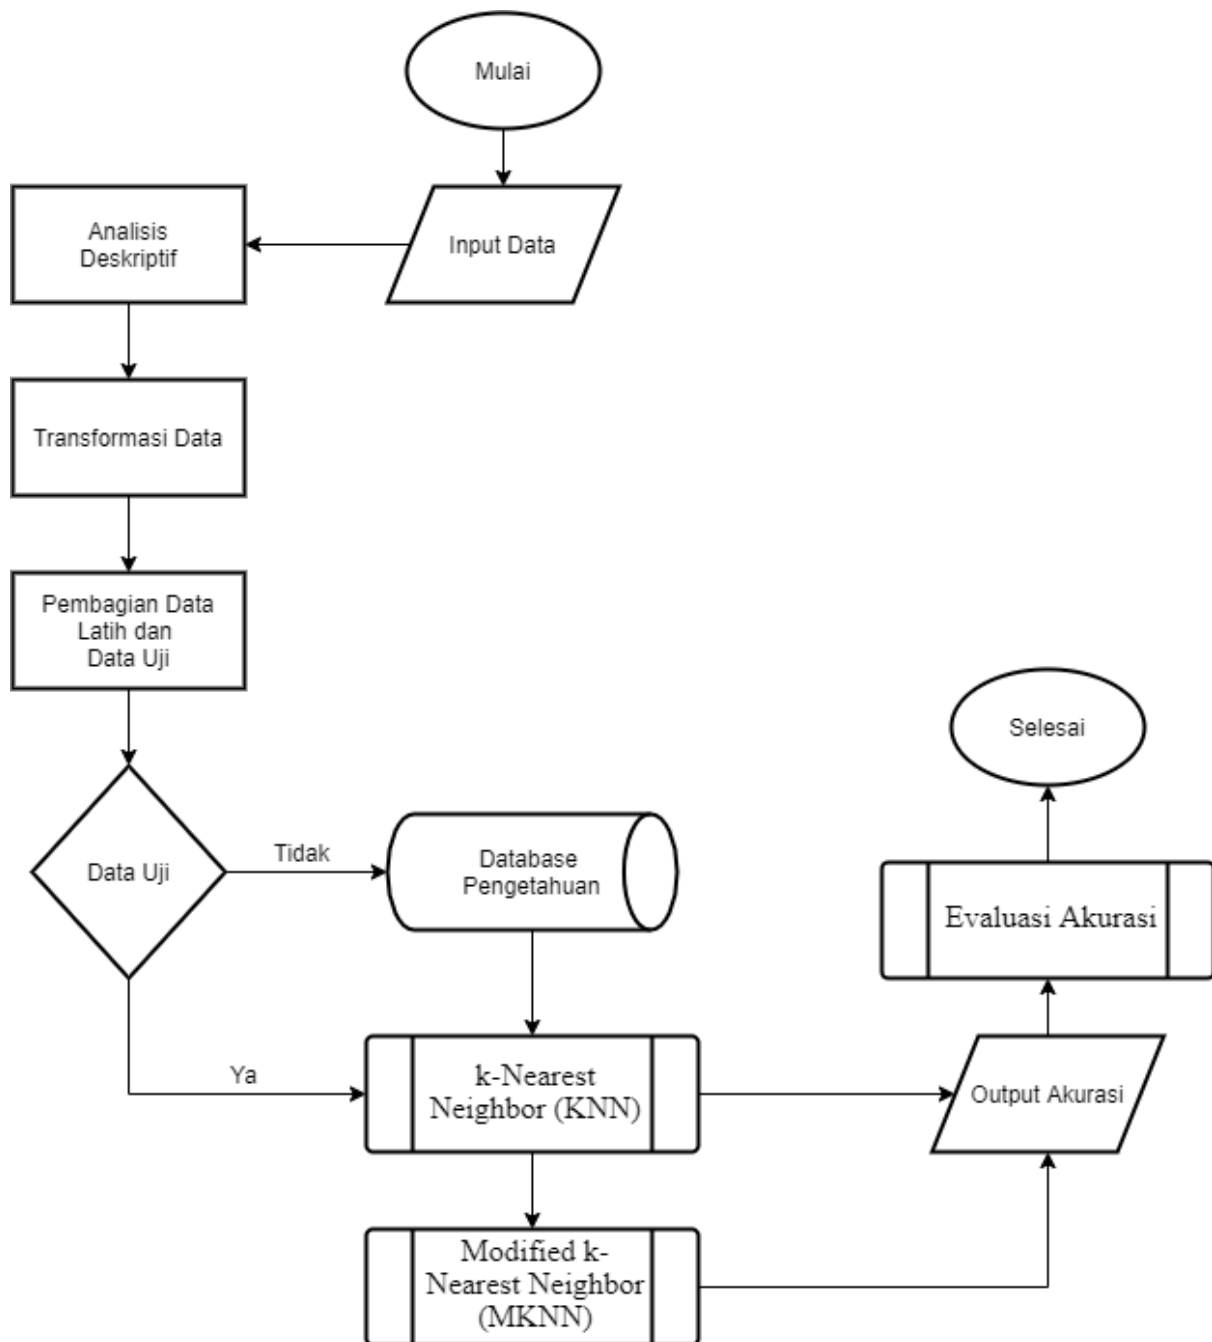 Mulai
Input Data
Analisis
Deskriptif
Transformasi Data
Pembagian Data
Latih dan
Data Uji
Data Uji
Tidak
Database
Pengetahuan
Ya
k-Nearest
Neighbor (KNN)
Modified k-
Nearest Neighbor
(MKNN)
Output Akurasi
Evaluasi Akurasi
Selesai